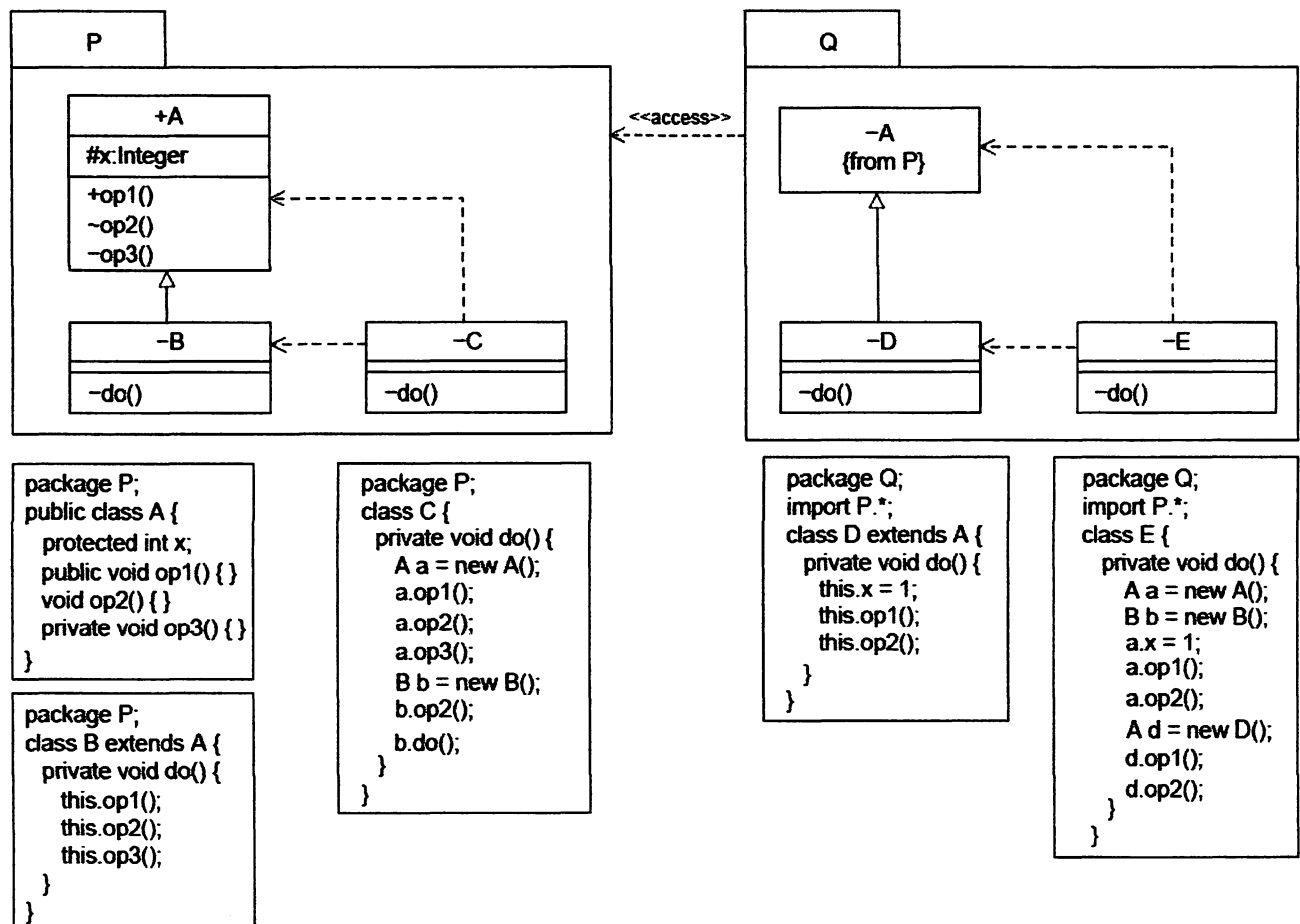 P
+A
#x:Integer
+op1()
~op2()
−op3()
−B
−do()
−C
−do()
<<access>>
Q
−A
{from P}
−D
−do()
−E
−do()
package P;
public class A {
protected int x;
public void op1() { }
void op2() { }
private void op3() { }
}
package P;
class B extends A {
private void do() {
this.op1();
this.op2();
this.op3();
}
}
package P;
class C {
private void do() {
A a = new A();
a.op1();
a.op2();
a.op3();
B b = new B();
b.op2();
b.do();
}
}
package Q;
import P.*;
class D extends A {
private void do() {
this.x = 1;
this.op1();
this.op2();
}
}
package Q;
import P.*;
class E {
private void do() {
A a = new A();
B b = new B();
a.x = 1;
a.op1();
a.op2();
A d = new D();
d.op1();
d.op2();
}
}